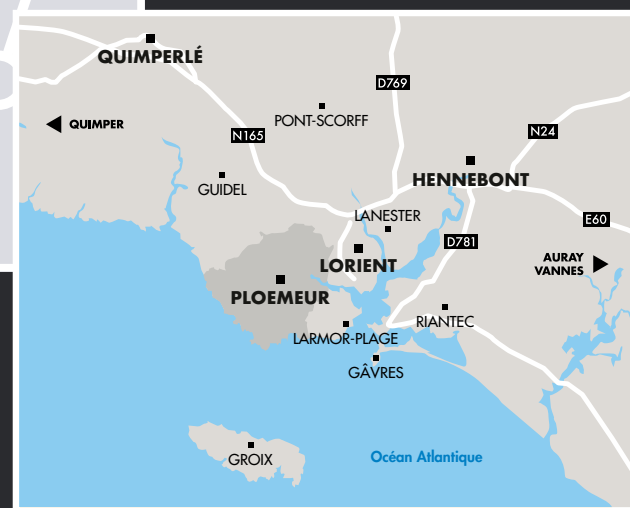 QUIMPERLÉ
D769
PONT-SCORFF
QUIMPER
N165
N24
HENNEBONT
GUIDEL
LANESTER
E60
D781
AURAY
VANNES
LORIENT
PLOEMEUR
RIANTEC
LARMOR-PLAGE
GÂVRES
GROIX
Océan Atlantique